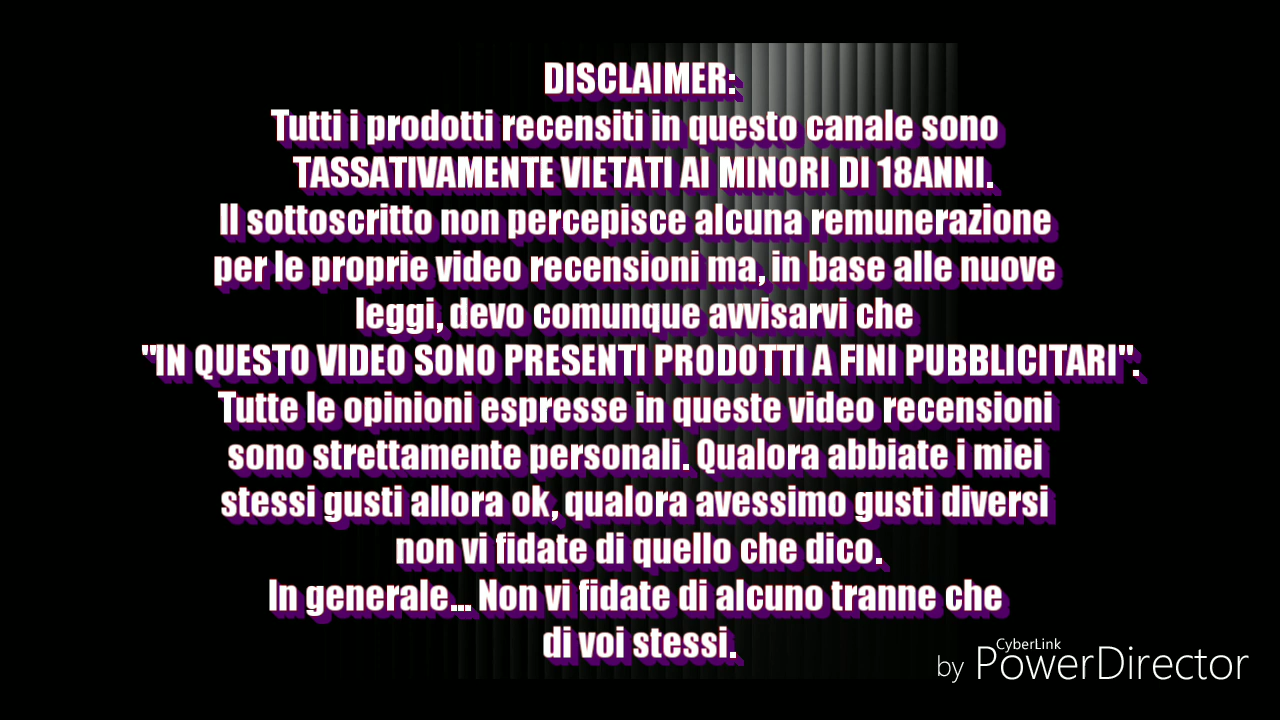 DISCLAIMER:
Tutti i prodotti recensiti in questo canale sono
TASSATIVAMENTE VIETATI AI MINORI DI 18ANNI.
Il sottoscritto non percepisce alcuna remunerazione
per le proprie video recensioni ma, in base alle nuove
leggi, devo comunque avvisarvi che
"IN QUESTO VIDEO SONO PRESENTI PRODOTTI A FINI PUBBLICITARI".
Tutte le opinioni espresse in queste video recensioni
sono strettamente personali. Qualora abbiate i miei
stessi gusti allora ok, qualora avessimo gusti diversi
non vi fidate di quello che dico.
In generale... Non vi fidate di alcuno tranne che
di voi stessi.
CyberLink
by PowerDirector